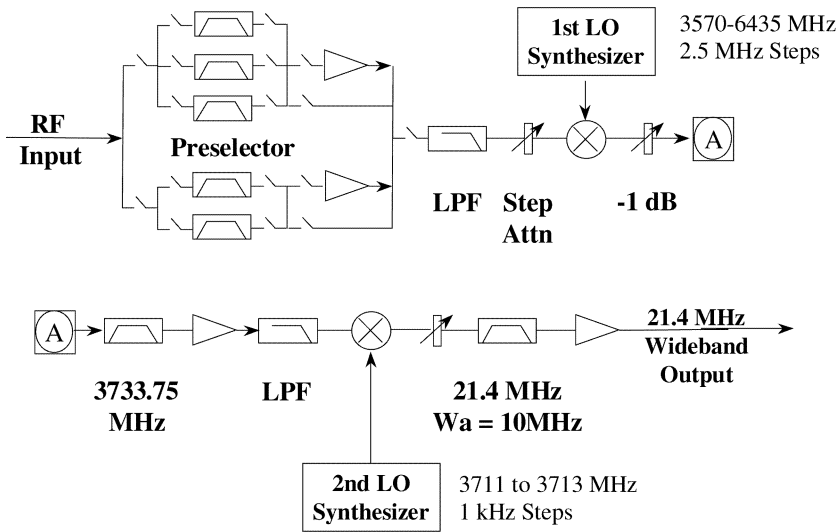 1st LO
Synthesizer
3570-6435 MHz
2.5 MHz Steps
RF
Input
Preselector
A
LPF
Step
Attn
-1 dB
A
21.4 MHz
Wideband
Output
3733.75
MHz
LPF
21.4 MHz
Wa = 10MHz
2nd LO
Synthesizer
3711 to 3713 MHz
1 kHz Steps